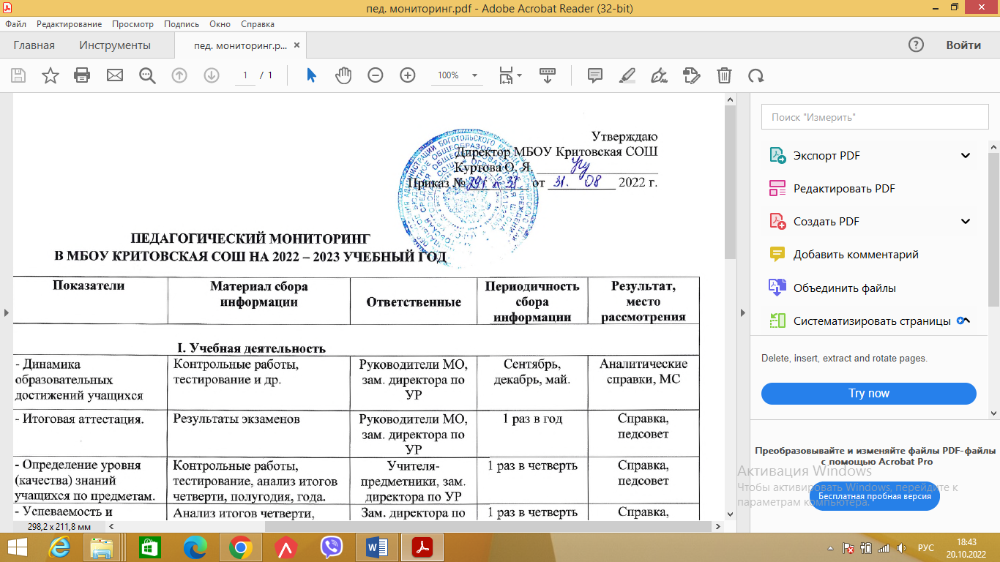 пед. мониторинг.pdf - Adobe Acrobat Reader (32-bit)
Файл Редактирование Просмотр Подпись Окно Справка
Главная Инструменты пед. мониторинг.p... × Войти
1 / 1 100%
Утверждаю
Директор МБОУ Критовская СОШ
Куртова О. Я.
Приказ № от 31. 08 2022 г.
ПЕДАГОГИЧЕСКИЙ МОНИТОРИНГ
В МБОУ КРИТОВСКАЯ СОШ НА 2022 – 2023 УЧЕБНЫЙ ГОД
Показатели
Материал сбора
информации
Ответственные
Периодичность
сбора
информации
Результат,
место
рассмотрения
I. Учебная деятельность
- Динамика
образовательных
достижений учащихся
Контрольные работы,
тестирование и др.
Руководители МО,
зам. директора по
УР
Сентябрь,
декабрь, май.
Аналитические
справки, МС
- Итоговая аттестация.
Результаты экзаменов
Руководители МО,
зам. директора по
УР
1 раз в год
Справка,
педсовет
- Определение уровня
(качества) знаний
учащихся по предметам.
Контрольные работы,
тестирование, анализ итогов
четверти, полугодия, года.
Учителя-
предметники, зам.
директора по УР
1 раз в четверть
Справка,
педсовет
- Успеваемость и
Анализ итогов четверти,
Зам. директора по
1 раз в четверть
Справка,
298,2 x 211,8 мм
Поиск "Измерить"
Экспорт PDF
Редактировать PDF
Создать PDF
Добавить комментарий
Объединить файлы
Систематизировать страницы
Delete, insert, extract and rotate pages.
Try now
Преобразовывайте и изменяйте файлы PDF-файлы
с помощью Acrobat Pro
Активация Windows
Чтобы активировать Windows, перейдите к
параметрам компьютера.
Бесплатная пробная версия
РУС
18:43
20.10.2022